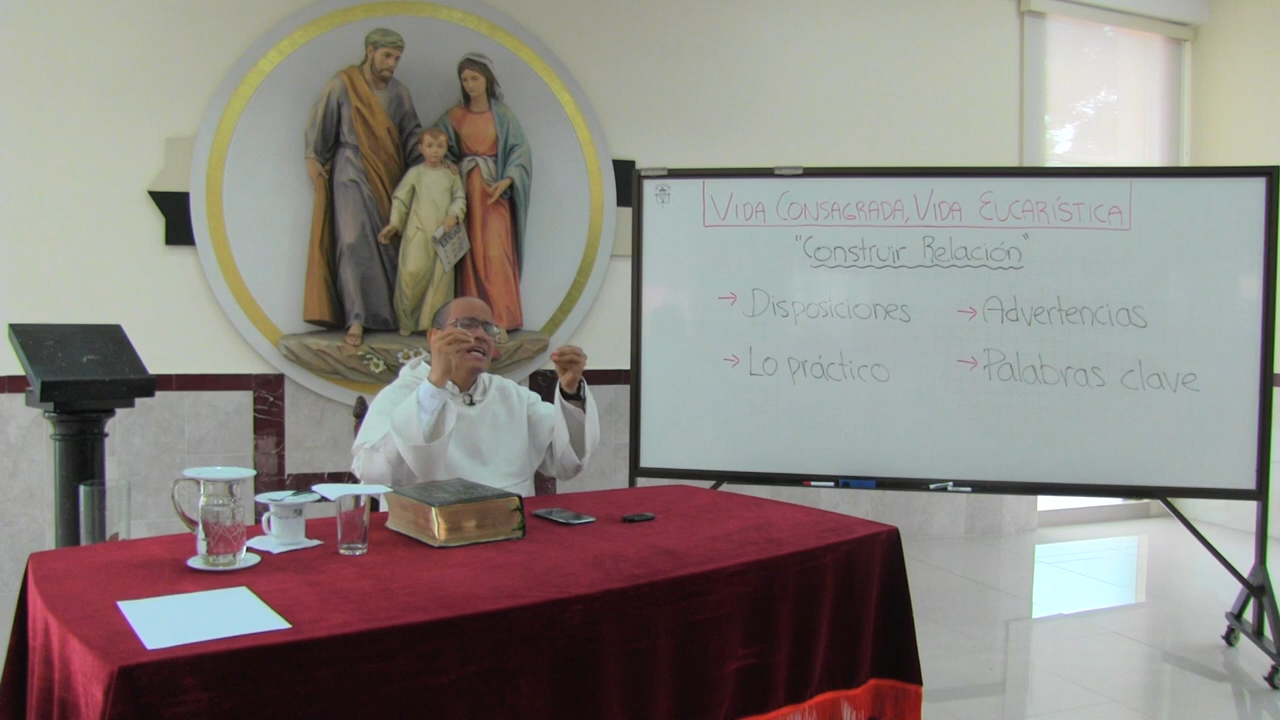 VIDA CONSAGRADA, VIDA EUCARÍSTICA
"Construir Relación"
→ Disposiciones → Advertencias
→ Lo práctico → Palabras clave